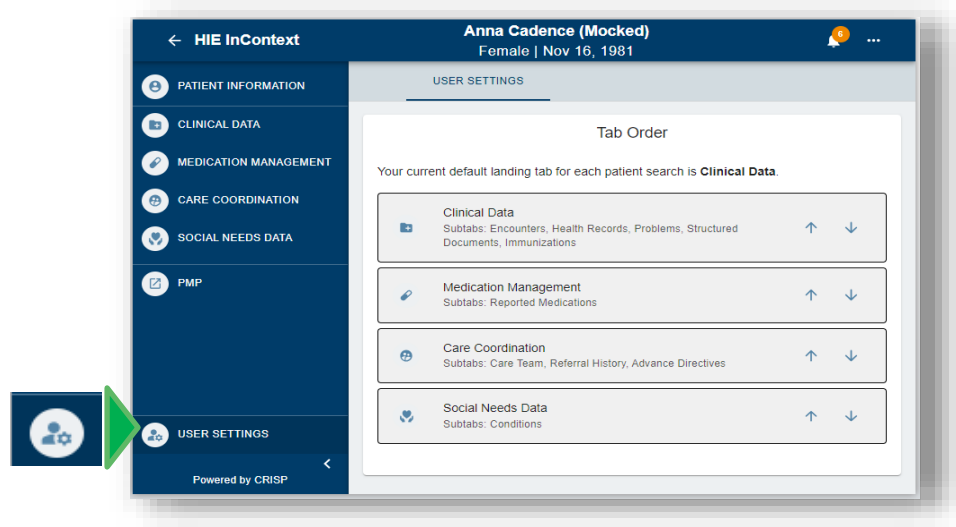 HIE InContext
Anna Cadence (Mocked)
Female | Nov 16, 1981
6
PATIENT INFORMATION
CLINICAL DATA
MEDICATION MANAGEMENT
CARE COORDINATION
SOCIAL NEEDS DATA
PMP
USER SETTINGS
Powered by CRISP
USER SETTINGS
Tab Order
Your current default landing tab for each patient search is Clinical Data.
Clinical Data
Subtabs: Encounters, Health Records, Problems, Structured
Documents, Immunizations
Medication Management
Subtabs: Reported Medications
Care Coordination
Subtabs: Care Team, Referral History, Advance Directives
Social Needs Data
Subtabs: Conditions